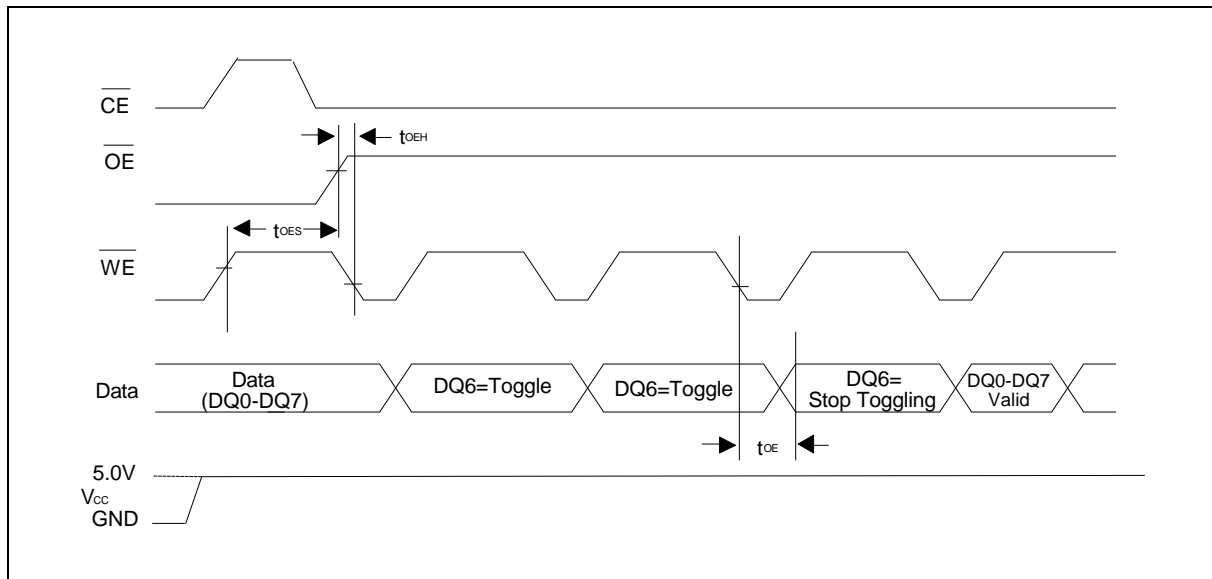 CE
tOEH
OE
tOES
WE
Data
Data
(DQ0-DQ7)
DQ6=Toggle
DQ6=Toggle
DQ6=
Stop Toggling
DQ0-DQ7
Valid
tOE
5.0V
VCC
GND